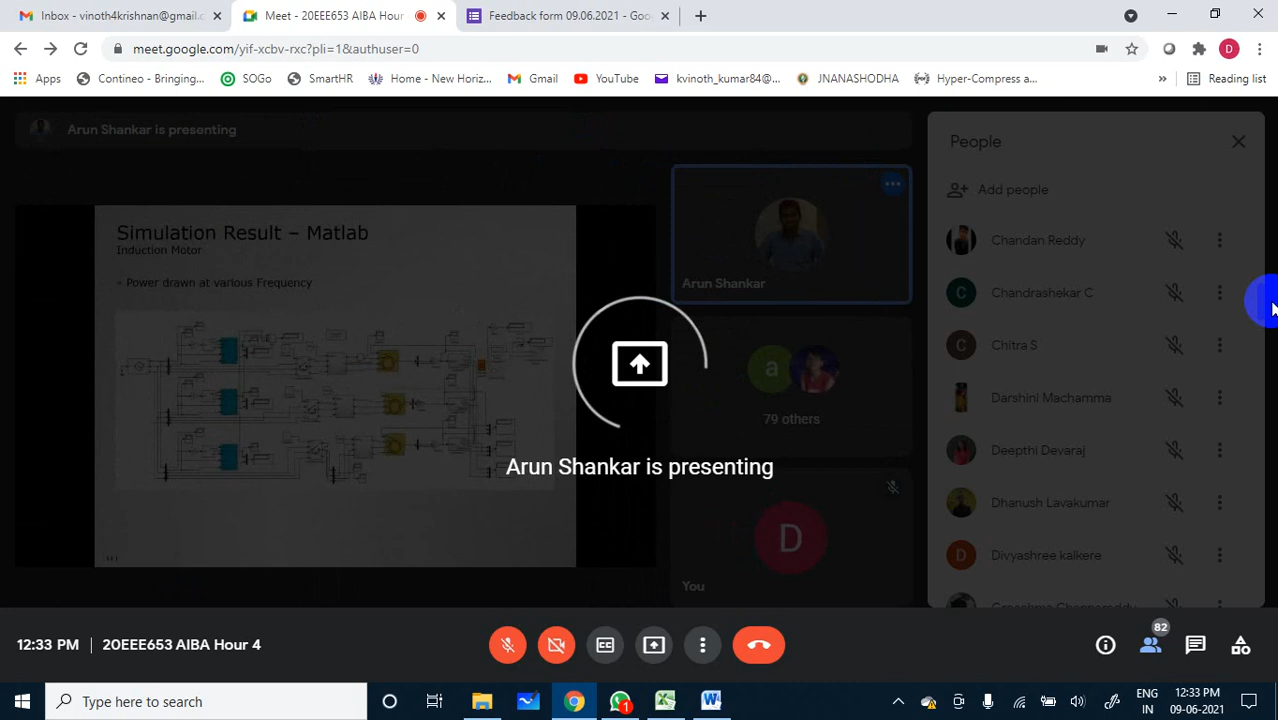 Inbox - vinoth4krishnan@gmail.c
Meet - 20EEE653 AIBA Hour
Feedback form 09.06.2021 - Goo
meet.google.com/yif-xcbv-rxc?pli=1&authuser=0
D
Apps
Contineo - Bringing...
SOGo
SmartHR
Home - New Horiz...
Gmail
YouTube
kvinoth_kumar84@...
JNANASHODHA
Hyper-Compress a...
»
Reading list
Arun Shankar is presenting
People
Add people
Simulation Result – Matlab
Induction Motor
Power drawn at various Frequency
Arun Shankar
a
79 others
D
You
Arun Shankar is presenting
Chandan Reddy
C
Chandrashekar C
C
Chitra S
Darshini Machamma
Deepthi Devaraj
Dhanush Lavakumar
D
Divyashree kalkere
12:33 PM | 20EEE653 AIBA Hour 4
82
Type here to search
1
ENG
IN
12:33 PM
09-06-2021